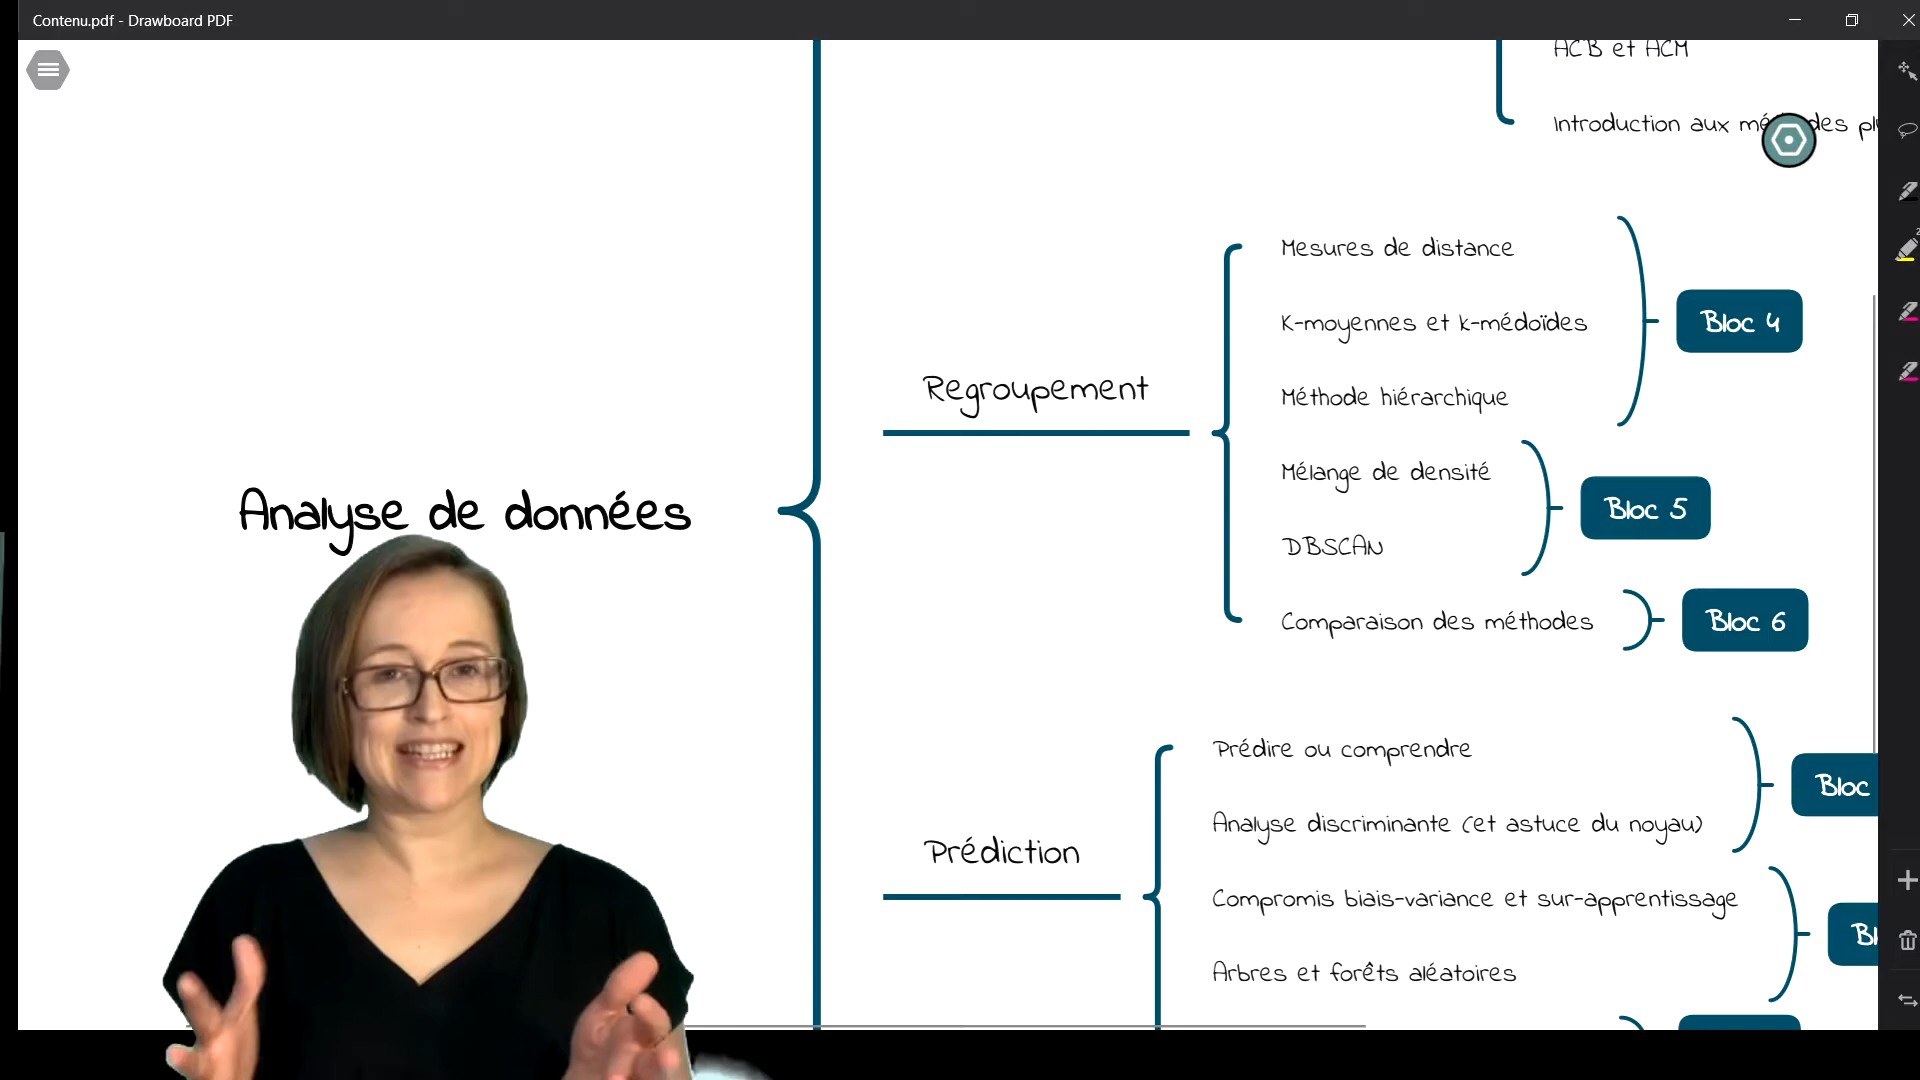 Contenu.pdf - Drawboard PDF
ACB et ACM
Introduction aux
Analyse de données
Regroupement
Mesures de distance
K-moyennes et k-médoïdes
Méthode hiérarchique
Bloc 4
Mélange de densité
DBSCAN
Bloc 5
Comparaison des méthodes
Bloc 6
Prédiction
Prédire ou comprendre
Analyse discriminante (et astuce du noyau)
Bloc
Compromis biais-variance et sur-apprentissage
Arbres et forêts aléatoires